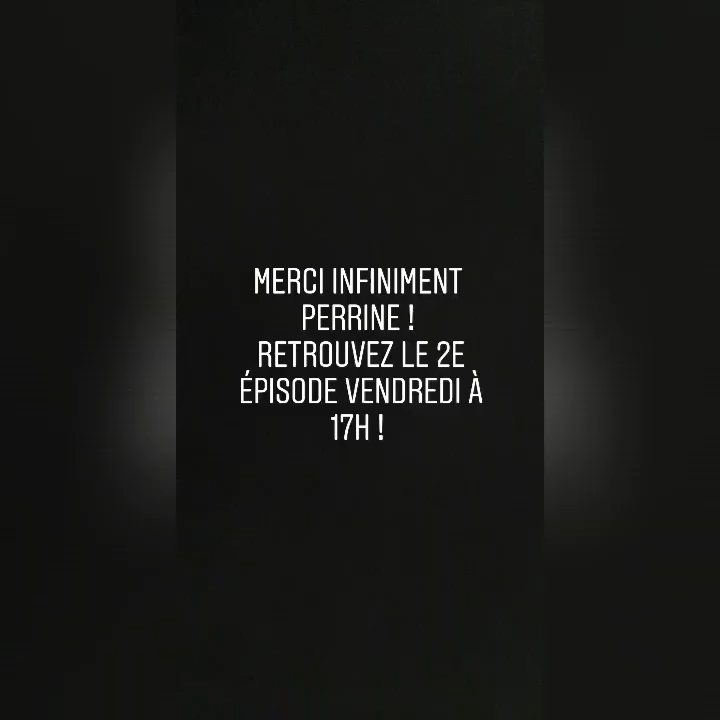 MERCI INFINIMENT
PERRINE !
RETROUVEZ LE 2E
ÉPISODE VENDREDI À
17H !